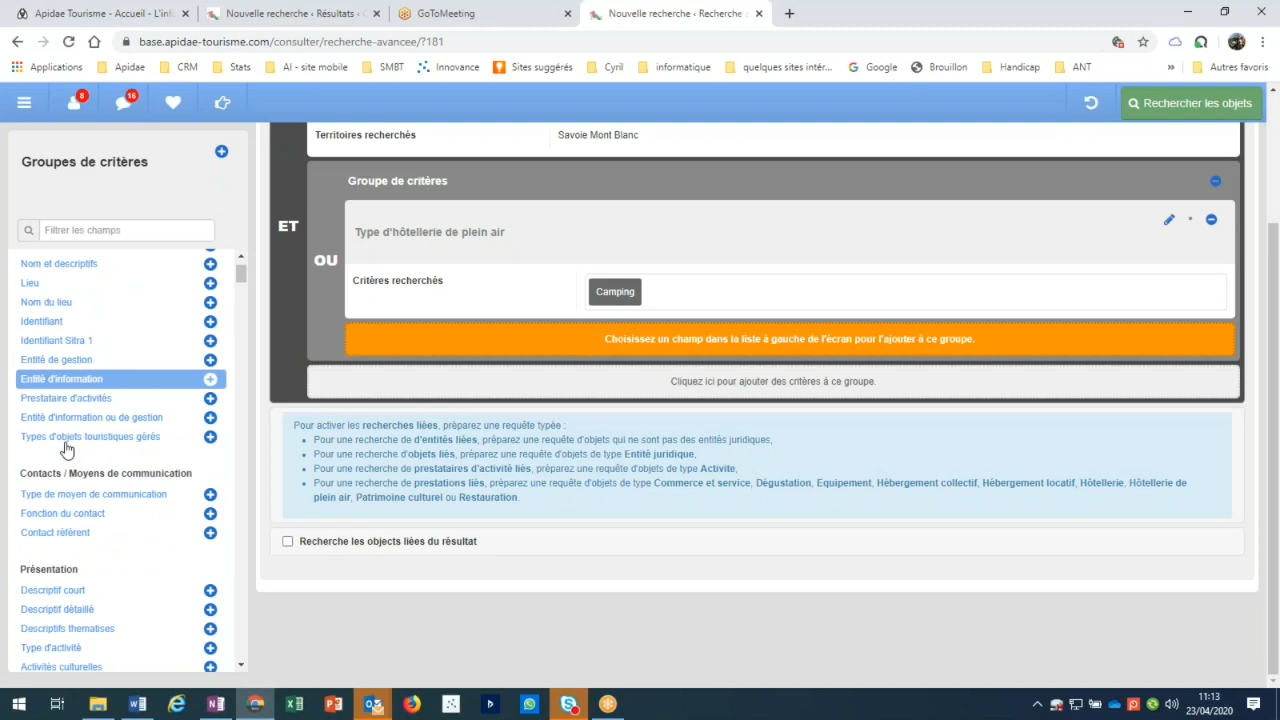 Apidae Tourisme - Accueil - L'inf
Nouvelle recherche ‹ Résultats ‹
GoToMeeting
Nouvelle recherche ‹ Recherche
base.apidae-tourisme.com/consulter/recherche-avancee/?181
Applications
Apidae
CRM
Stats
AI - site mobile
SMBT
Innovance
Sites suggérés
Cyril
informatique
quelques sites intér...
Google
Brouillon
Handicap
ANT
»
Autres favoris
8
16
Rechercher les objets
Groupes de critères
Filtrer les champs
Nom et descriptifs
Lieu
Nom du lieu
Identifiant
Identifiant Sitra 1
Entité de gestion
Entité d'information
Prestataire d'activités
Entité d'information ou de gestion
Types d'objets touristiques gérés
Contacts / Moyens de communication
Type de moyen de communication
Fonction du contact
Contact référent
Présentation
Descriptif court
Descriptif détaillé
Descriptifs thematises
Type d'activité
Activités culturelles
Territoires recherchés
Savoie Mont Blanc
ET
Groupe de critères
OU
Type d'hôtellerie de plein air
Critères recherchés
Camping
Choisissez un champ dans la liste à gauche de l'écran pour l'ajouter à ce groupe.
Cliquez ici pour ajouter des critères à ce groupe.
Pour activer les recherches liées, préparez une requête typée :
• Pour une recherche de d'entités liées, préparez une requête d'objets qui ne sont pas des entités juridiques,
• Pour une recherche d'objets liés, préparez une requête d'objets de type Entité juridique,
• Pour une recherche de prestataires d'activité liés, préparez une requête d'objets de type Activite,
• Pour une recherche de prestations liés, préparez une requête d'objets de type Commerce et service, Dégustation, Equipement, Hébergement collectif, Hébergement locatif, Hôtellerie, Hôtellerie de
plein air, Patrimoine culturel ou Restauration.
Recherche les objects liées du résultat
11:13
23/04/2020